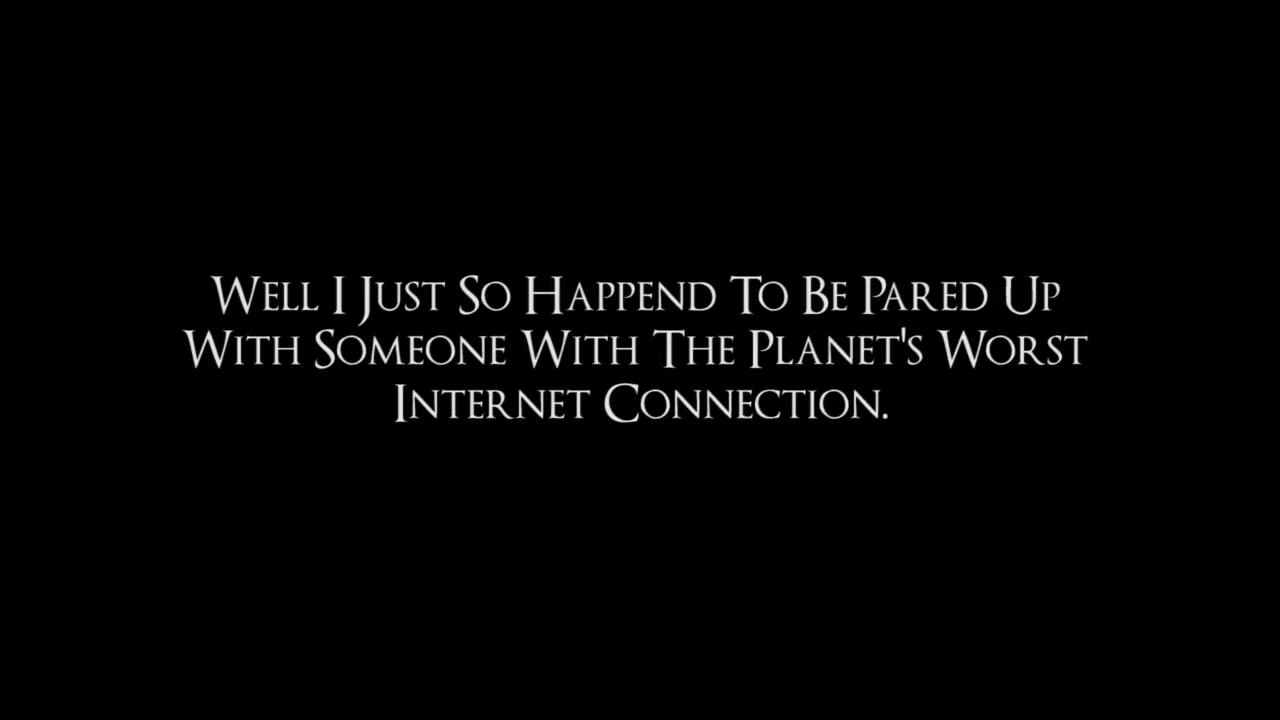 Well I Just So Happend To Be Pared Up
With Someone With The Planet's Worst
Internet Connection.